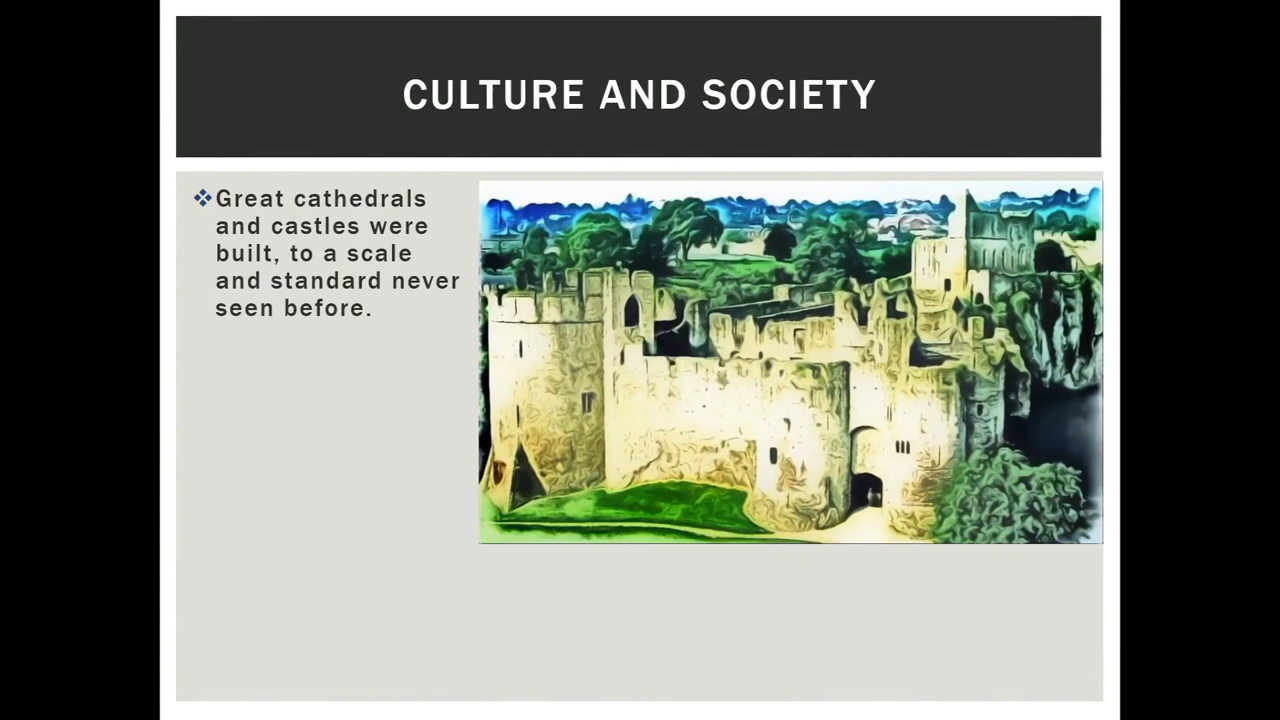 CULTURE AND SOCIETY
❖Great cathedrals
and castles were
built, to a scale
and standard never
seen before.